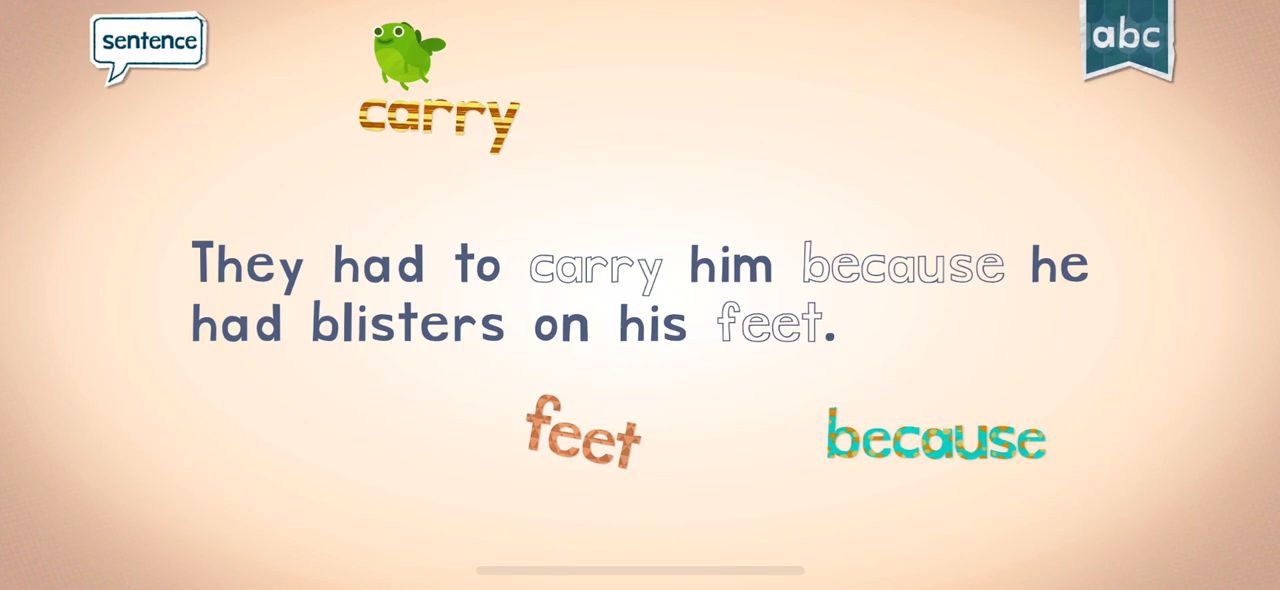 sentence
abc
carry
They had to carry him because he
had blisters on his feet.
feet
because